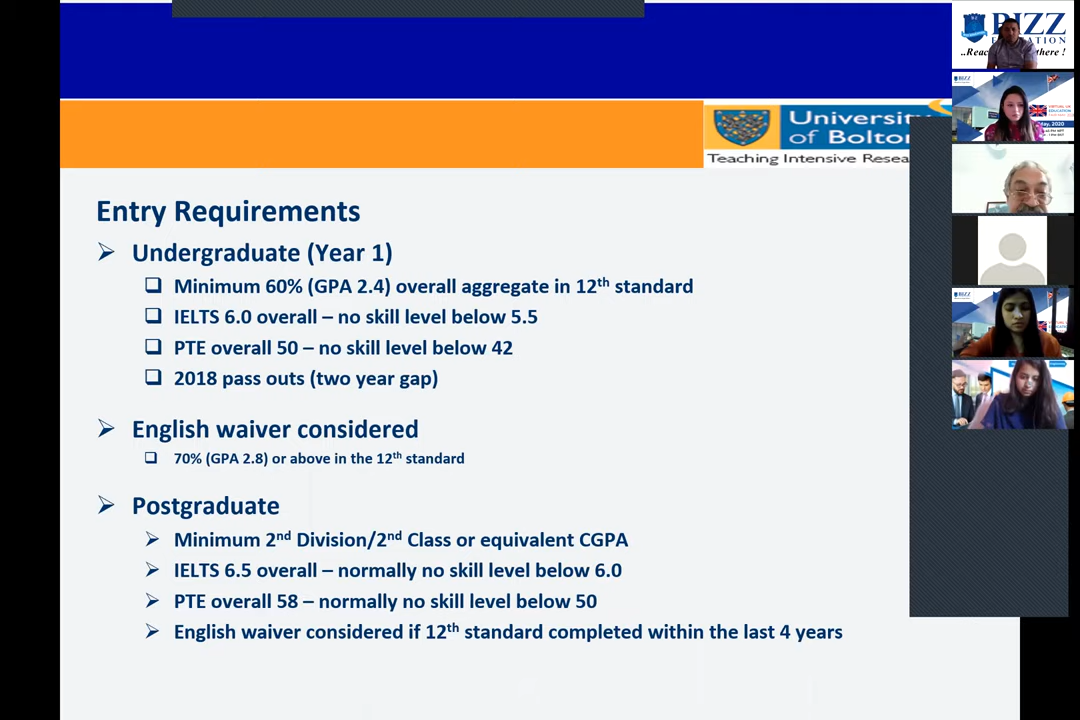 University
of Bolton
Teaching Intensive Resea
Entry Requirements
Undergraduate (Year 1)
Minimum 60% (GPA 2.4) overall aggregate in 12th standard
IELTS 6.0 overall – no skill level below 5.5
PTE overall 50 – no skill level below 42
2018 pass outs (two year gap)
English waiver considered
70% (GPA 2.8) or above in the 12th standard
Postgraduate
Minimum 2nd Division/2nd Class or equivalent CGPA
IELTS 6.5 overall – normally no skill level below 6.0
PTE overall 58 – normally no skill level below 50
English waiver considered if 12th standard completed within the last 4 years